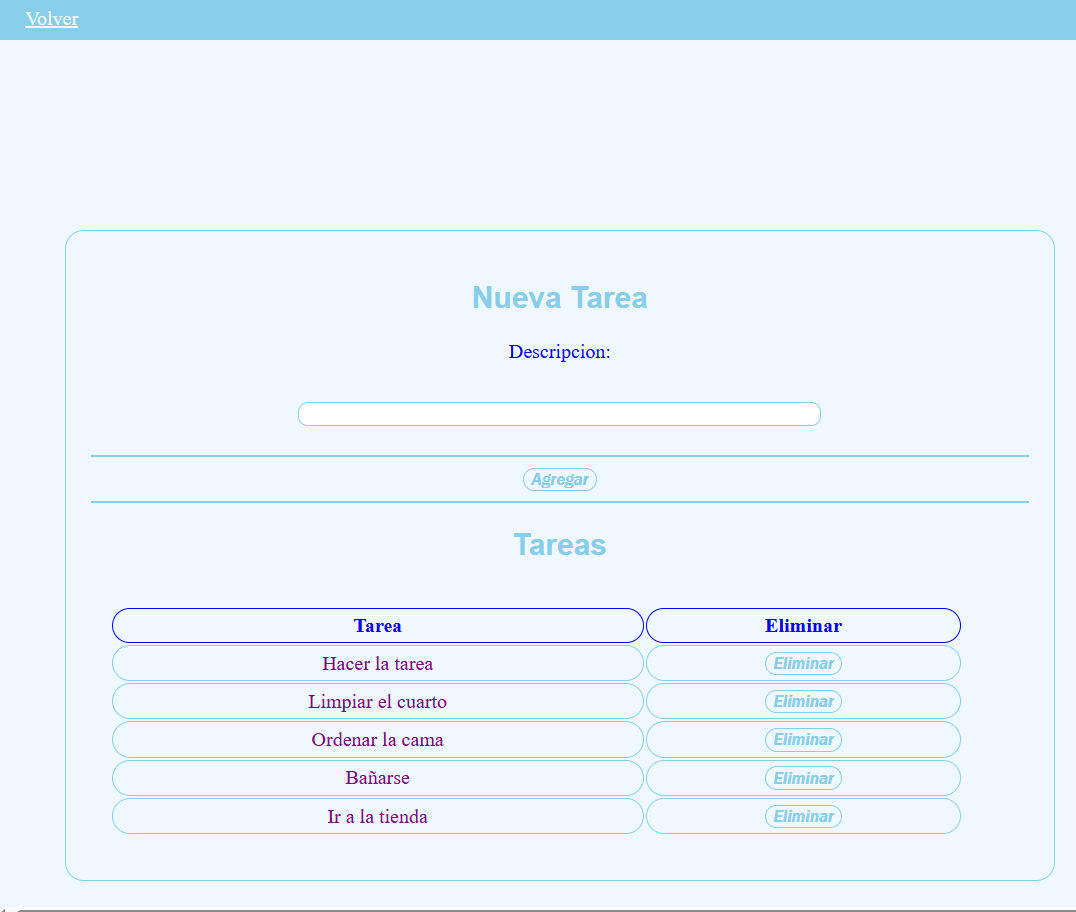 Volver
Nueva Tarea
Descripcion:
Agregar
Tareas
Tarea Eliminar
Hacer la tarea Eliminar
Limpiar el cuarto Eliminar
Ordenar la cama Eliminar
Bañarse Eliminar
Ir a la tienda Eliminar